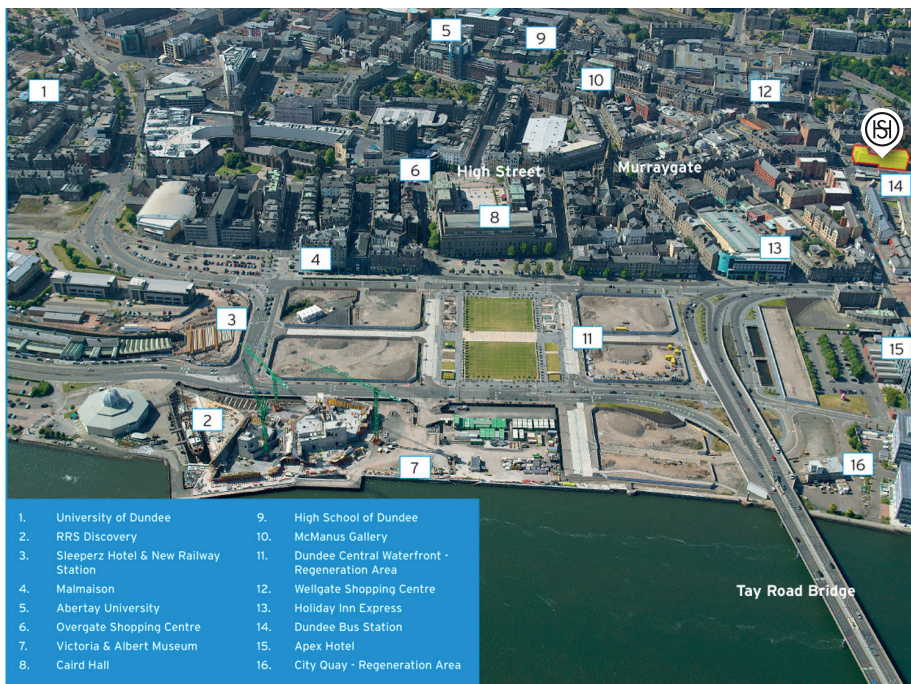 5
9
1
10
12
HS
6
High Street
Murraygate
14
8
4
13
3
11
15
2
7
16
Tay Road Bridge
1. University of Dundee
2. RRS Discovery
3. Sleeperz Hotel & New Railway
Station
4. Malmaison
5. Abertay University
6. Overgate Shopping Centre
7. Victoria & Albert Museum
8. Caird Hall
9. High School of Dundee
10. McManus Gallery
11. Dundee Central Waterfront -
Regeneration Area
12. Wellgate Shopping Centre
13. Holiday Inn Express
14. Dundee Bus Station
15. Apex Hotel
16. City Quay - Regeneration Area